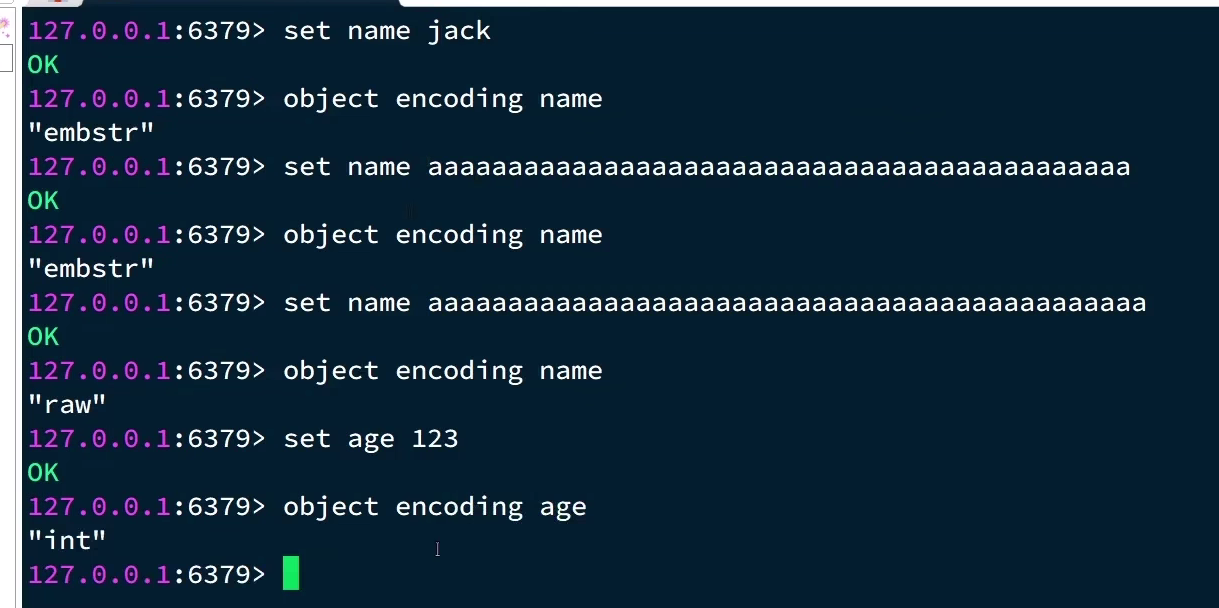 127.0.0.1:6379> set name jack
OK
127.0.0.1:6379> object encoding name
"embstr"
127.0.0.1:6379> set name aaaaaaaaaaaaaaaaaaaaaaaaaaaaaaaaaaaaaaaaaaaa
OK
127.0.0.1:6379> object encoding name
"embstr"
127.0.0.1:6379> set name aaaaaaaaaaaaaaaaaaaaaaaaaaaaaaaaaaaaaaaaaaaaa
OK
127.0.0.1:6379> object encoding name
"raw"
127.0.0.1:6379> set age 123
OK
127.0.0.1:6379> object encoding age
"int"
127.0.0.1:6379>